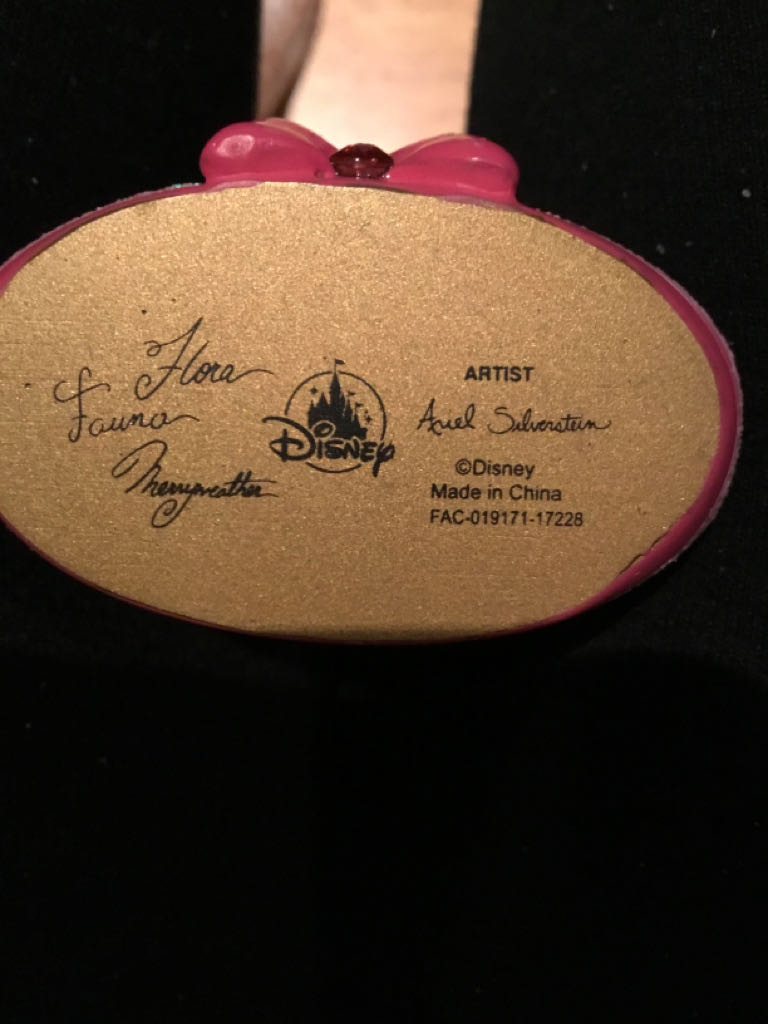 Flora
Fauna
Merryweather
Disney
ARTIST
Ariel Silverstein
©Disney
Made in China
FAC-019171-17228